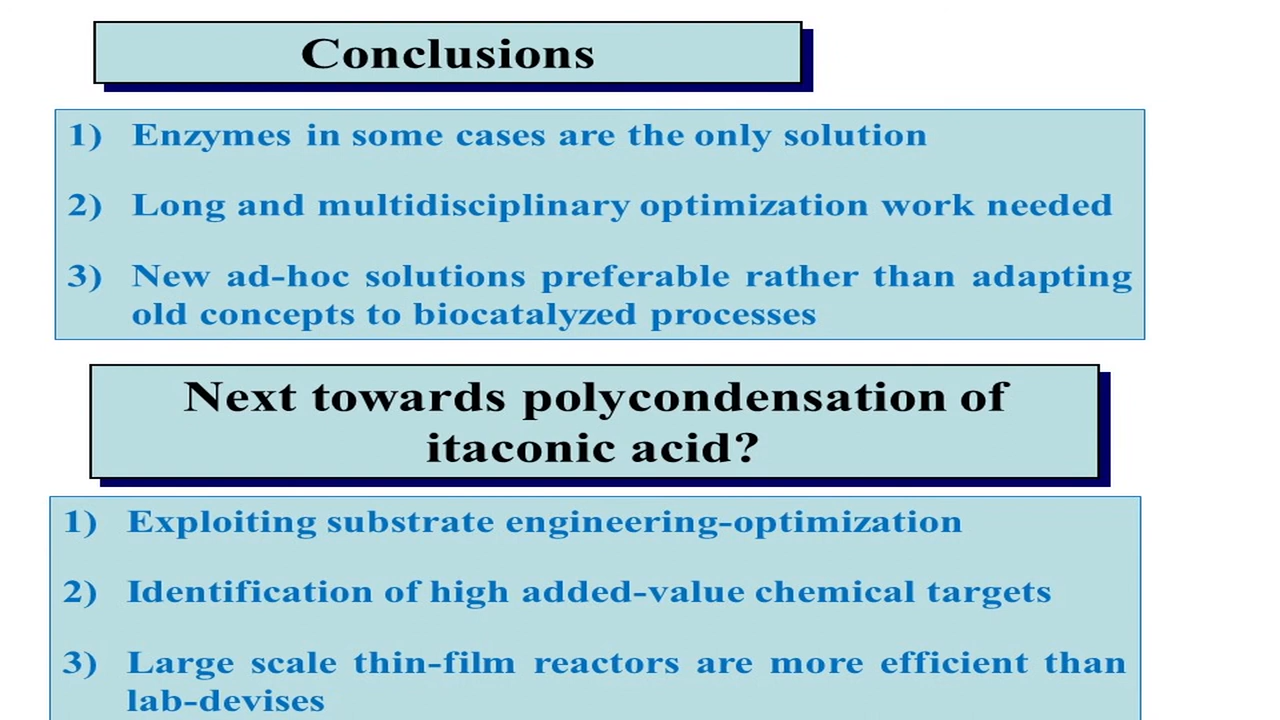 Conclusions
1) Enzymes in some cases are the only solution
2) Long and multidisciplinary optimization work needed
3) New ad-hoc solutions preferable rather than adapting
old concepts to biocatalyzed processes
Next towards polycondensation of
itaconic acid?
1) Exploiting substrate engineering-optimization
2) Identification of high added-value chemical targets
3) Large scale thin-film reactors are more efficient than
lab-devises